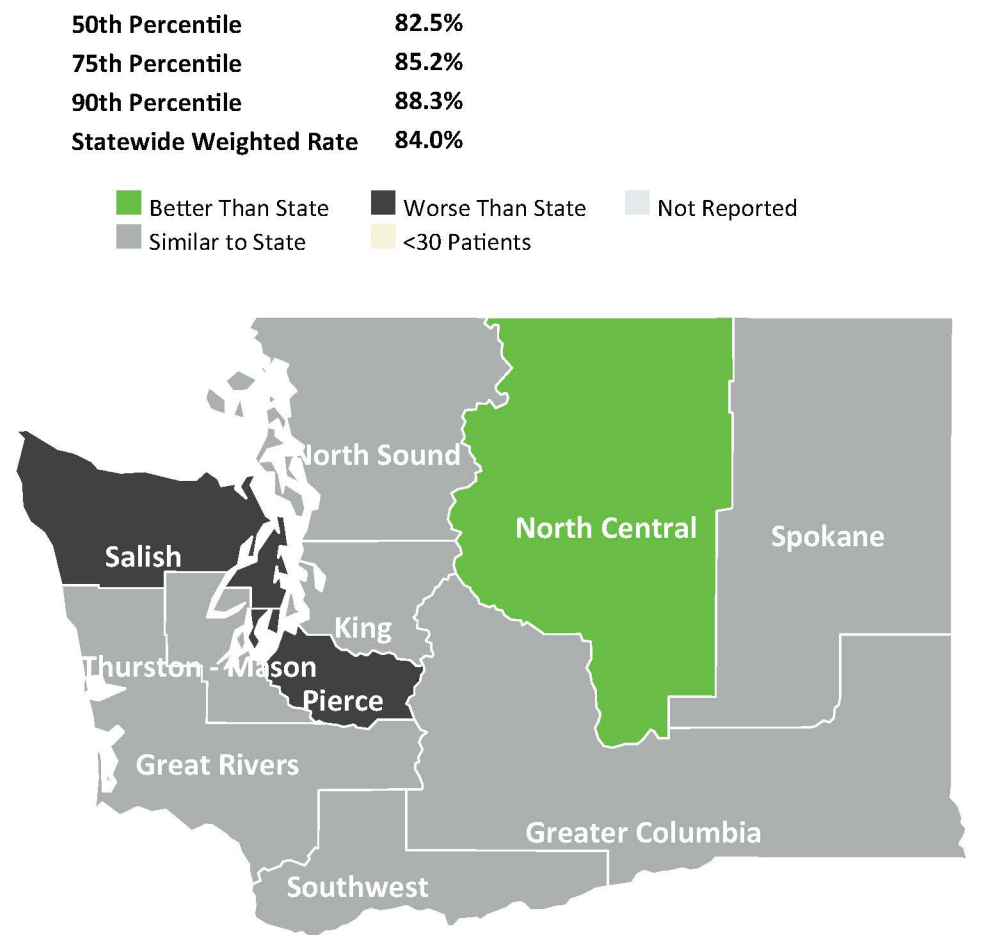 50th Percentile 82.5%
75th Percentile 85.2%
90th Percentile 88.3%
Statewide Weighted Rate 84.0%
Better Than State Worse Than State Not Reported
Similar to State <30 Patients
North Sound
North Central
Spokane
Salish
King
Thurston - Mason
Pierce
Great Rivers
Greater Columbia
Southwest